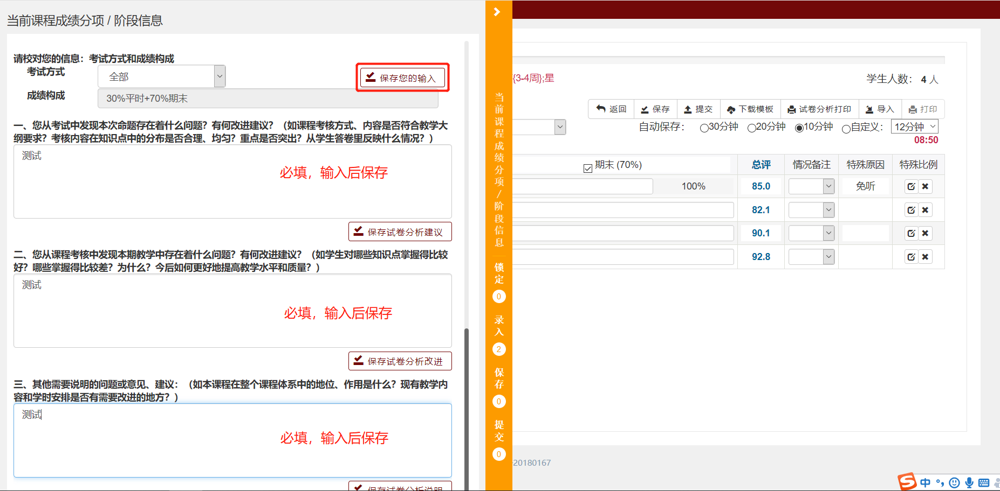 当前课程成绩分项 / 阶段信息
请校对您的信息：考试方式和成绩构成
考试方式
全部
保存您的输入
成绩构成
30%平时+70%期末
一、您从考试中发现本次命题存在着什么问题？有何改进建议？（如课程考核方式、内容是否符合教学大
纲要求？考核内容在知识点中的分布是否合理、均匀？重点是否突出？从学生答卷里反映什么情况？）
测试
必填，输入后保存
保存试卷分析建议
二、您从课程考核中发现本期教学中存在着什么问题？有何改进建议？（如学生对哪些知识点掌握得比较
好？哪些掌握得比较差？为什么？今后如何更好地提高教学水平和质量？）
测试
必填，输入后保存
保存试卷分析改进
三、其他需要说明的问题或意见、建议：（如本课程在整个课程体系中的地位、作用是什么？现有教学内
容和学时安排是否有需要改进的地方？）
测试
必填，输入后保存
保存试卷分析说明
当前课程成绩分项/阶段信息
锁定
0
录入
2
保存
0
提交
0
{3-4周};星
学生人数： 4 人
返回 保存 提交 下载模板 试卷分析打印 导入 打印
自动保存： 30分钟 20分钟 10分钟 自定义： 12分钟
08:50
期末 (70%) 总评 情况备注 特殊原因 特殊比例
100% 85.0 免听
82.1
90.1
92.8
-20180167
S 中